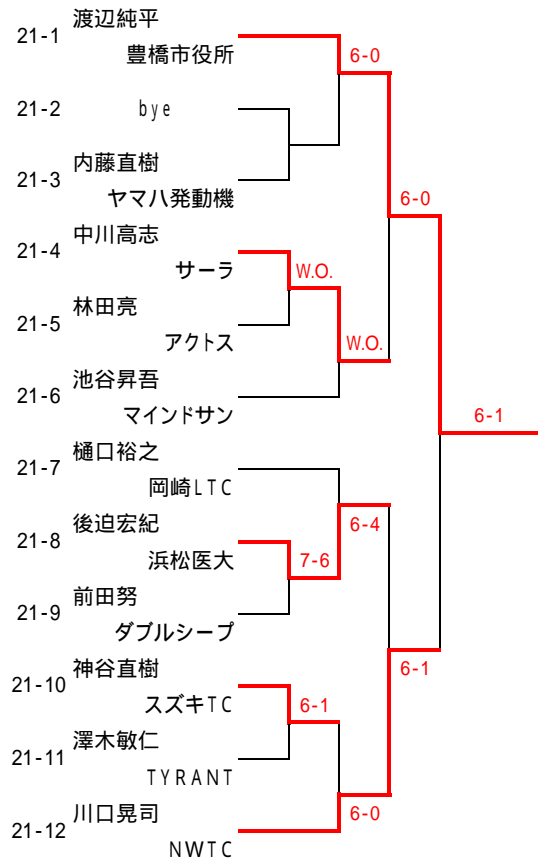 21-1 渡辺純平
豊橋市役所
6-0
21-2 bye
21-3 内藤直樹
ヤマハ発動機
6-0
21-4 中川高志
サーラ
W.O.
21-5 林田亮
アクトス
W.O.
21-6 池谷昇吾
マインドサン
6-1
21-7 樋口裕之
岡崎LTC
21-8 後迫宏紀
浜松医大
6-4
7-6
21-9 前田努
ダブルシープ
21-10 神谷直樹
スズキTC
6-1
6-1
21-11 澤木敏仁
TYRANT
21-12 川口晃司
NWTC
6-0